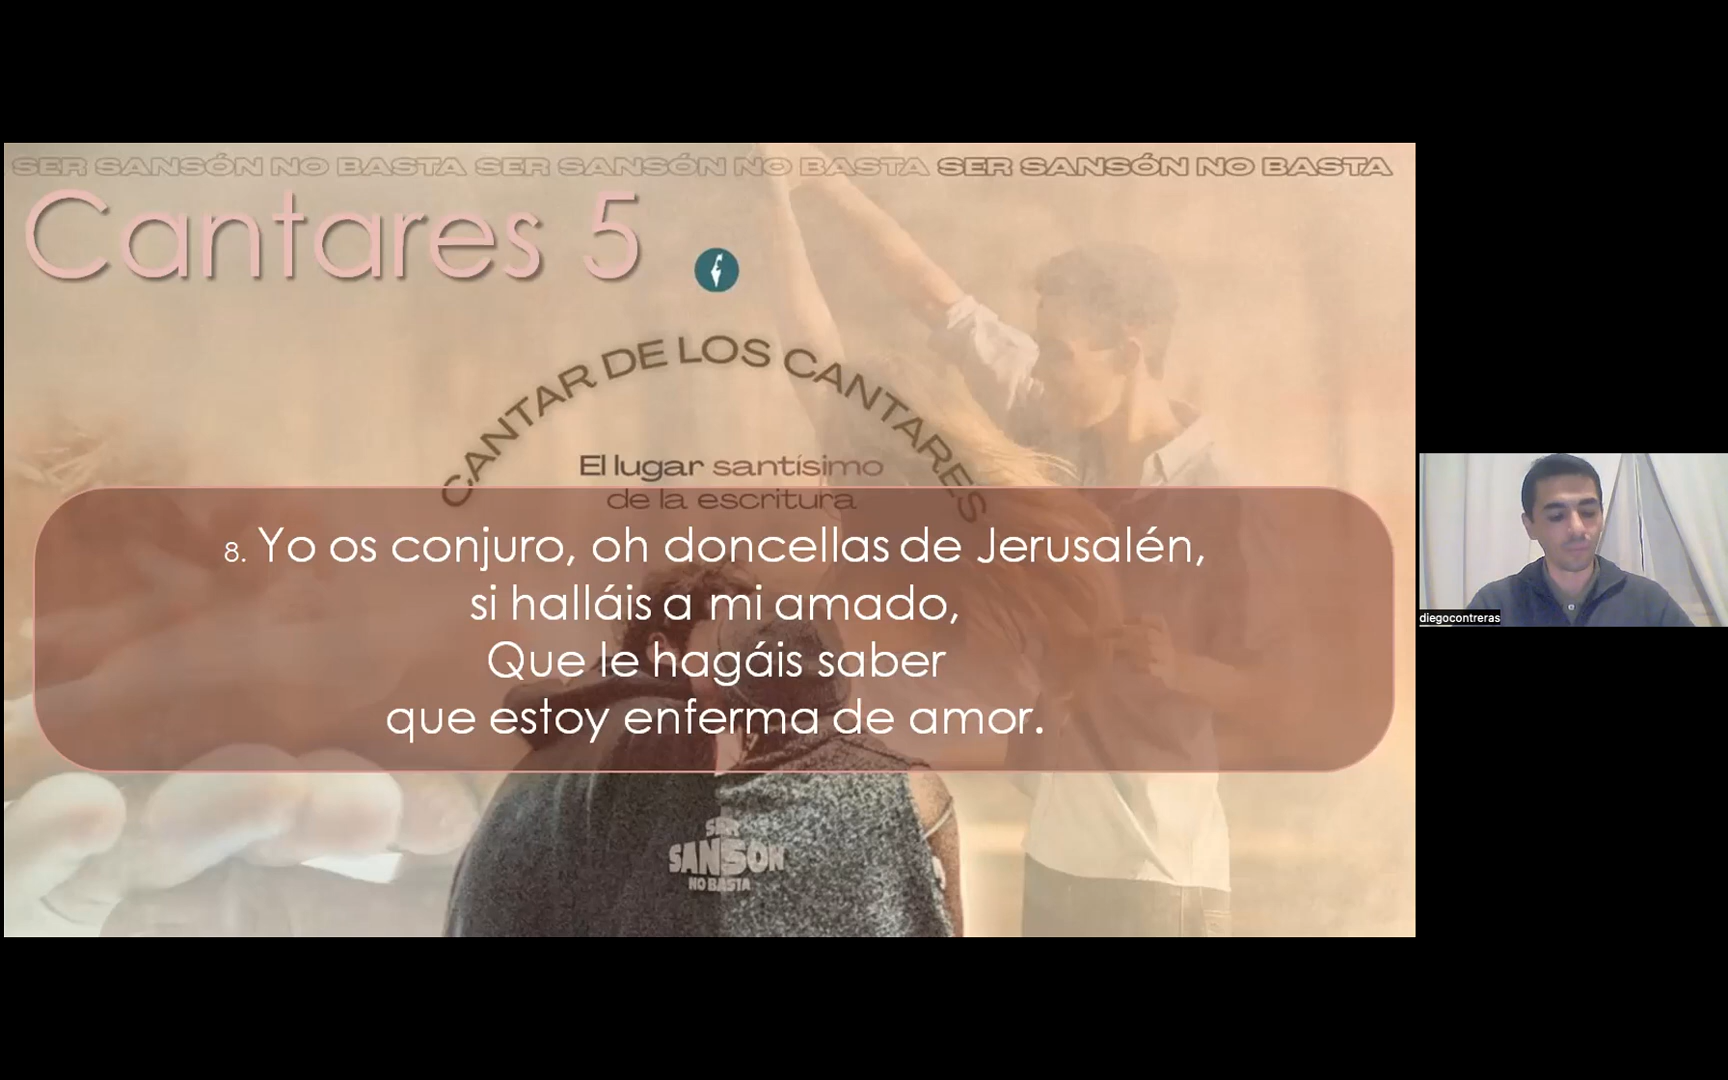 SER SANSÓN NO BASTA SER SANSÓN NO BASTA SER SANSÓN NO BASTA
Cantares 5
CANTAR DE LOS CANTARES
El lugar santísimo
de la escritura
8. Yo os conjuro, oh doncellas de Jerusalén,
si halláis a mi amado,
Que le hagáis saber
que estoy enferma de amor.
SER
SANSON
NO BASTA
diegocontreras